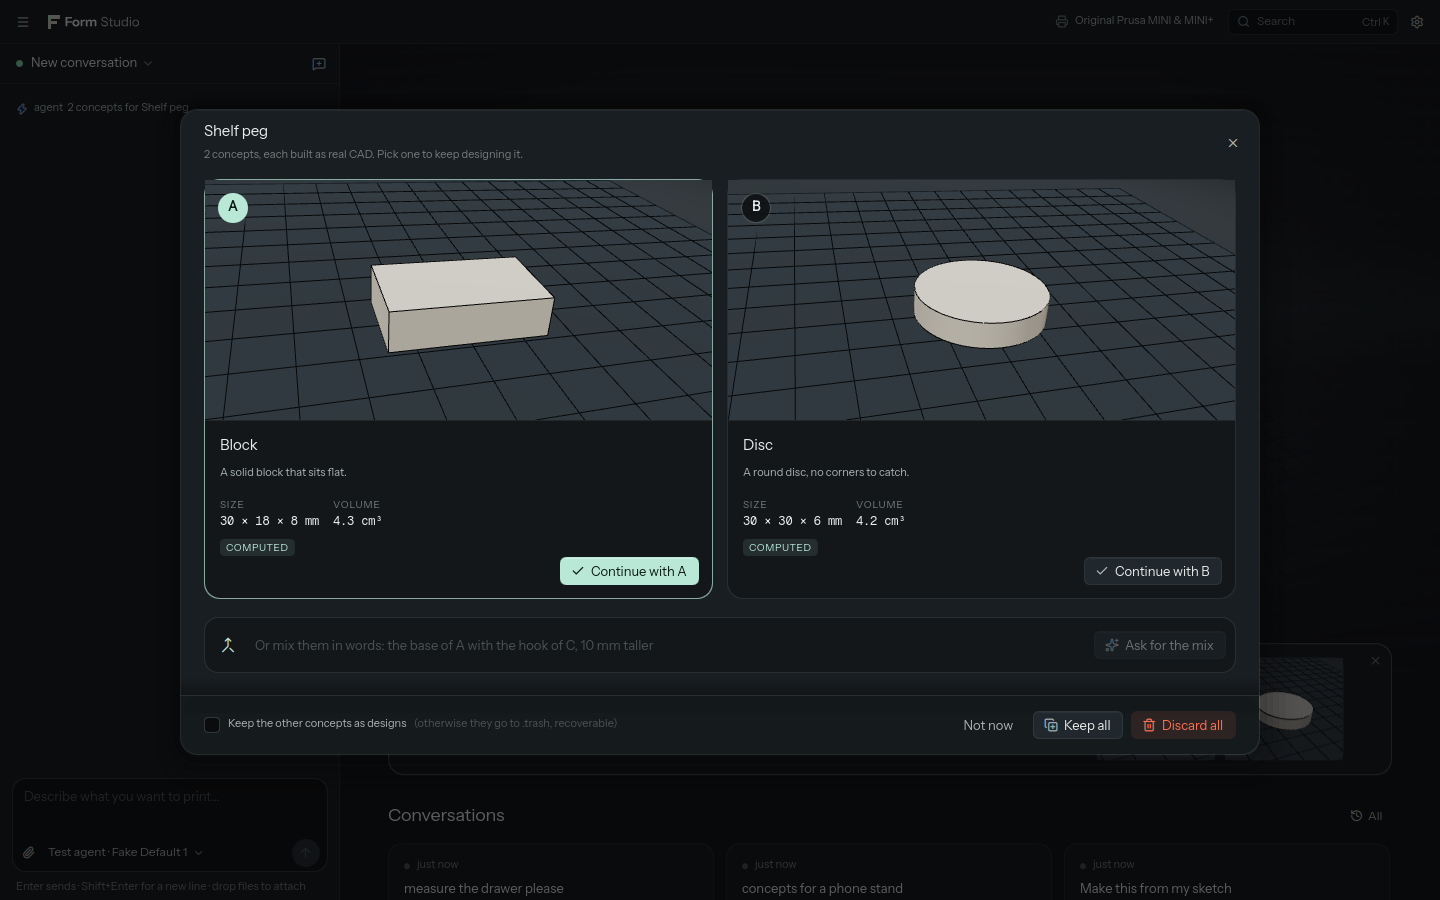 Form Studio
Original Prusa MINI & MINI+
Search
Ctrl K
New conversation
agent 2 concepts for Shelf peg
Shelf peg
2 concepts, each built as real CAD. Pick one to keep designing it.
A
B
Block
A solid block that sits flat.
SIZE VOLUME
30 × 18 × 8 mm 4.3 cm³
COMPUTED
Continue with A
Disc
A round disc, no corners to catch.
SIZE VOLUME
30 × 30 × 6 mm 4.2 cm³
COMPUTED
Continue with B
Or mix them in words: the base of A with the hook of C, 10 mm taller
Ask for the mix
Keep the other concepts as designs (otherwise they go to .trash, recoverable)
Not now
Keep all
Discard all
Describe what you want to print...
Test agent · Fake Default 1
Enter sends · Shift+Enter for a new line · drop files to attach
Conversations
All
just now
measure the drawer please
just now
concepts for a phone stand
just now
Make this from my sketch